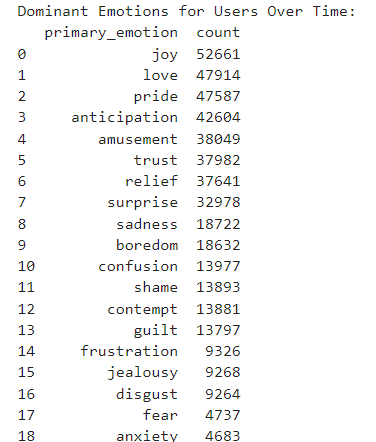 Dominant Emotions for Users Over Time:
primary_emotion count
0 joy 52661
1 love 47914
2 pride 47587
3 anticipation 42604
4 amusement 38049
5 trust 37982
6 relief 37641
7 surprise 32978
8 sadness 18722
9 boredom 18632
10 confusion 13977
11 shame 13893
12 contempt 13881
13 guilt 13797
14 frustration 9326
15 jealousy 9268
16 disgust 9264
17 fear 4737
18 anxiety 4683